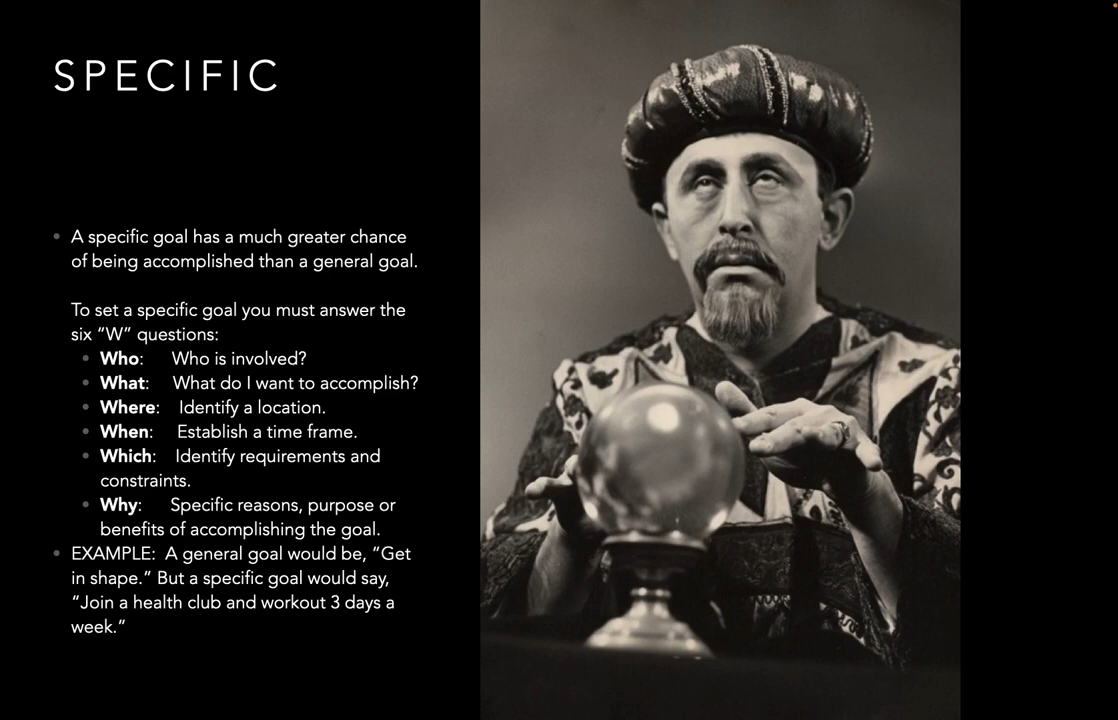 SPECIFIC
• A specific goal has a much greater chance
of being accomplished than a general goal.
To set a specific goal you must answer the
six “W” questions:
• Who: Who is involved?
• What: What do I want to accomplish?
• Where: Identify a location.
• When: Establish a time frame.
• Which: Identify requirements and
constraints.
• Why: Specific reasons, purpose or
benefits of accomplishing the goal.
• EXAMPLE: A general goal would be, “Get
in shape.” But a specific goal would say,
“Join a health club and workout 3 days a
week.”